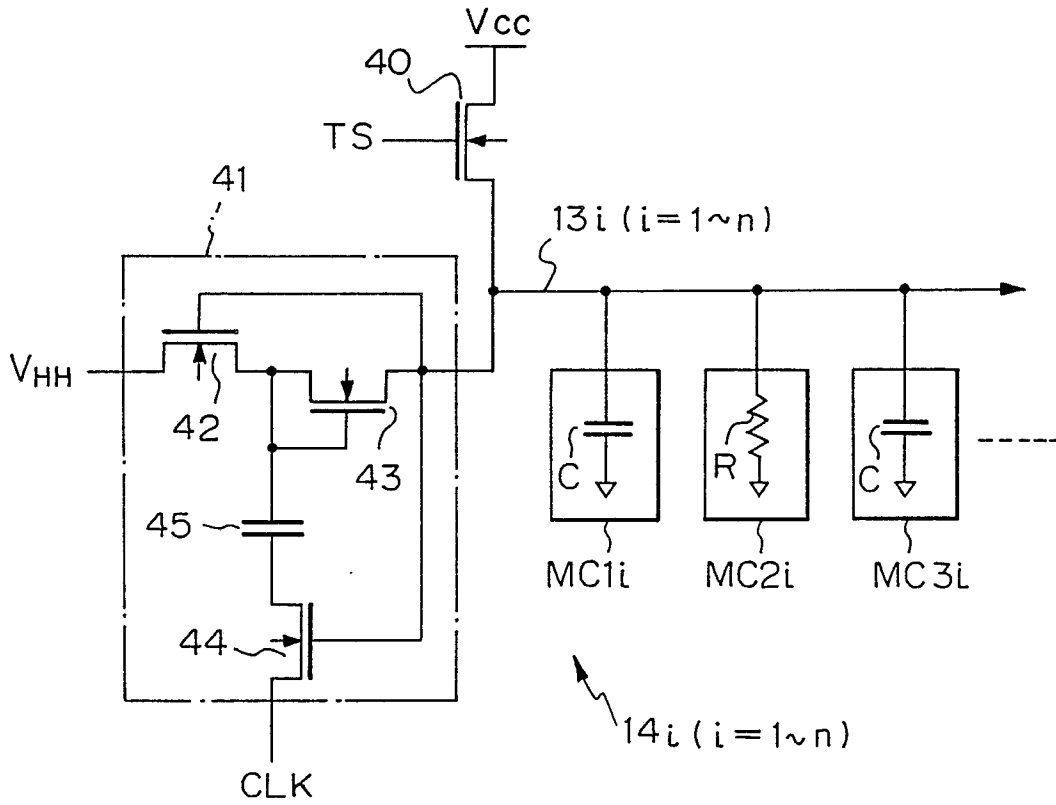 Vcc
40
TS
41
13i (i=1~n)
VHH
42
43
C
R
C
45
MC1i
MC2i
MC3i
44
14i (i=1~n)
CLK